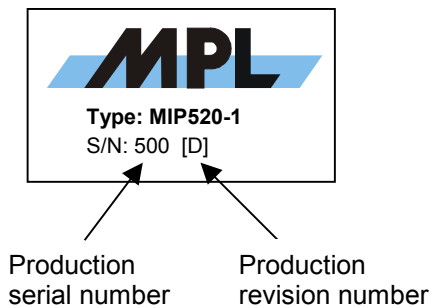 MPL
Type: MIP520-1
S/N: 500 [D]
Production
serial number
Production
revision number